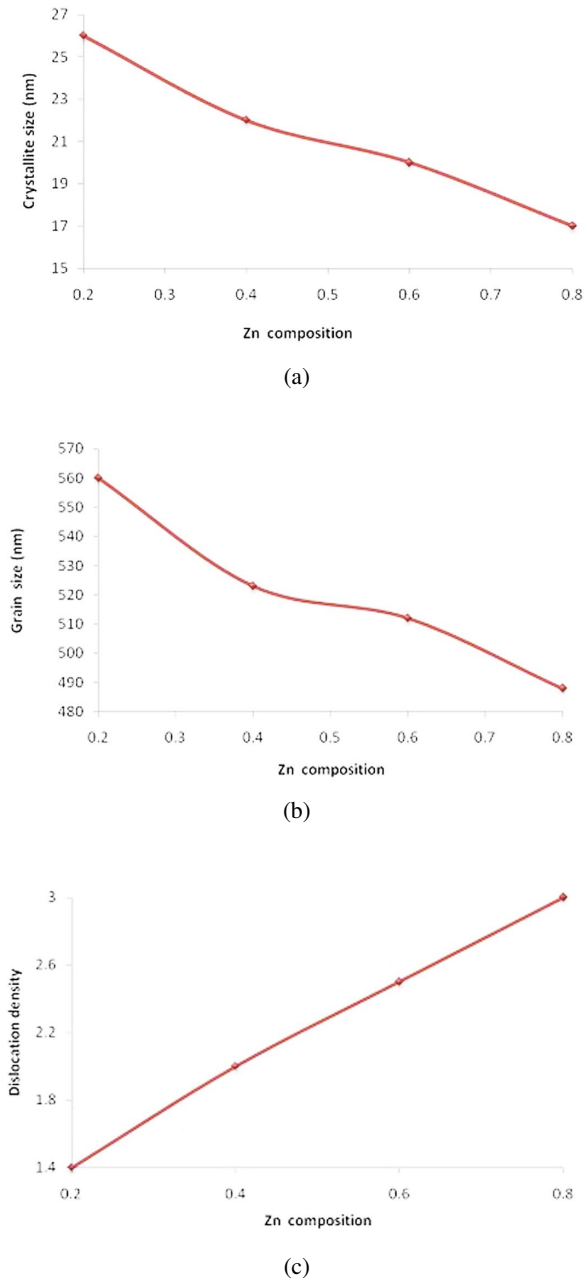 27
25
23
21
19
17
15
Crystallite size (nm)
0.2 0.3 0.4 0.5 0.6 0.7 0.8
Zn composition
(a)
570
560
550
540
530
520
510
500
490
480
Grain size (nm)
0.2 0.3 0.4 0.5 0.6 0.7 0.8
Zn composition
(b)
3
2.6
2.2
1.8
1.4
Dislocation density
0.2 0.4 0.6 0.8
Zn composition
(c)